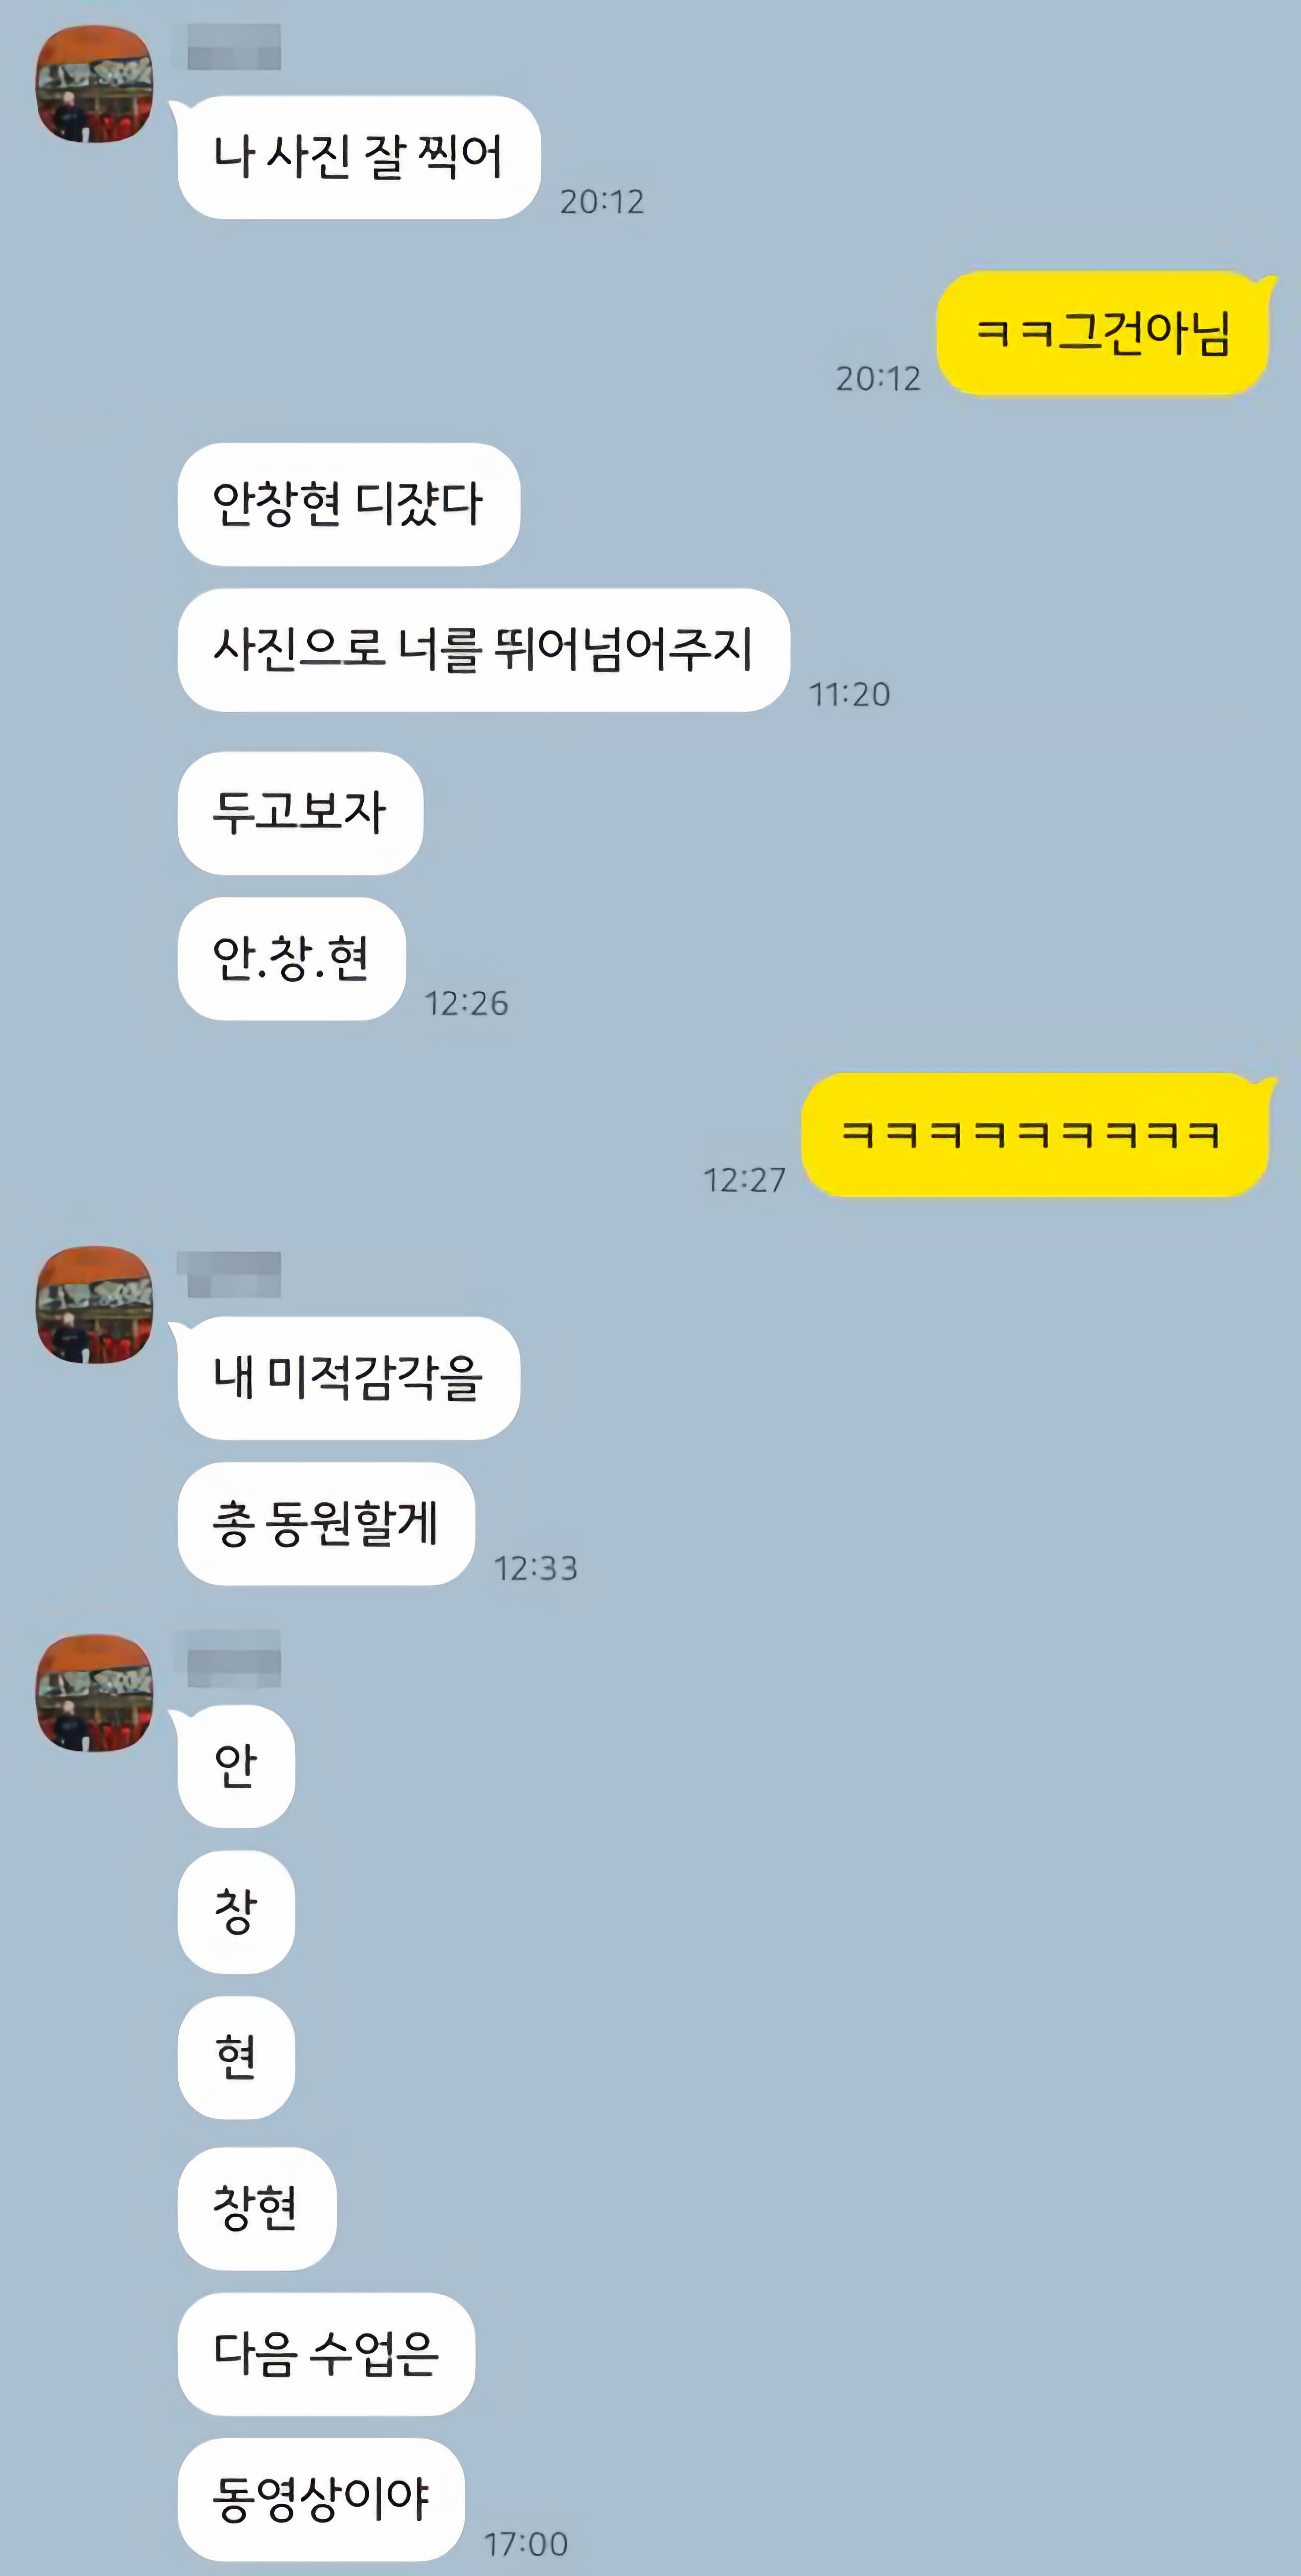 나 사진 잘 찍어
20:12
ㅋㅋ그건아님
20:12
안창현 디쟜다
사진으로 너를 뛰어넘어주지
11:20
두고보자
안.창.현
12:26
ㅋㅋㅋㅋㅋㅋㅋㅋㅋ
12:27
내 미적감각을
총 동원할게
12:33
안
창
현
창현
다음 수업은
동영상이야
17:00